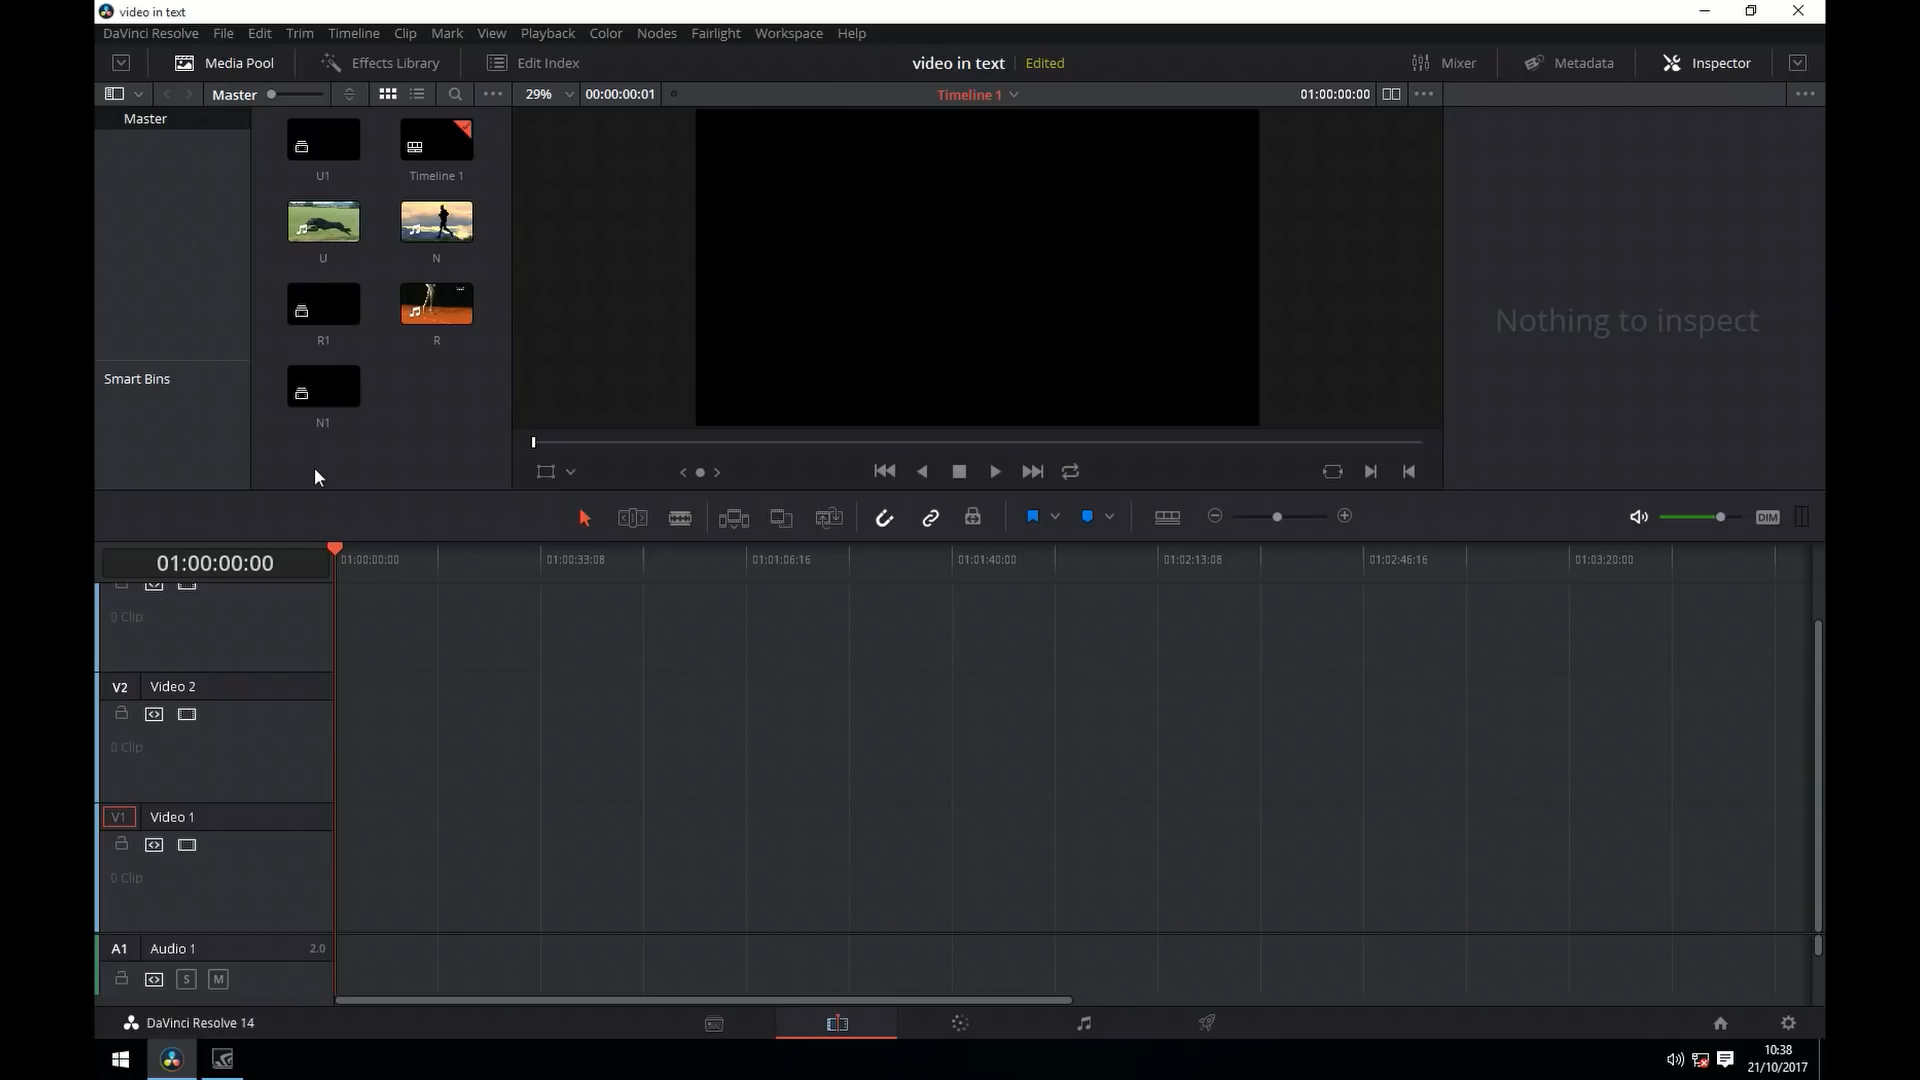 video in text
DaVinci Resolve File Edit Trim Timeline Clip Mark View Playback Color Nodes Fairlight Workspace Help
Media Pool Effects Library Edit Index video in text Edited Mixer Metadata Inspector
Master 29% 00:00:00:01 Timeline 1 01:00:00:00
Master
U1 Timeline 1
U N
R1 R
N1
Smart Bins
Nothing to inspect
DIM
01:00:00:00 01:00:00:00 01:00:33:08 01:01:06:16 01:01:40:00 01:02:13:08 01:02:46:16 01:03:20:00
0 Clip
V2 Video 2
0 Clip
V1 Video 1
0 Clip
A1 Audio 1 2.0
S M
DaVinci Resolve 14
10:38
21/10/2017